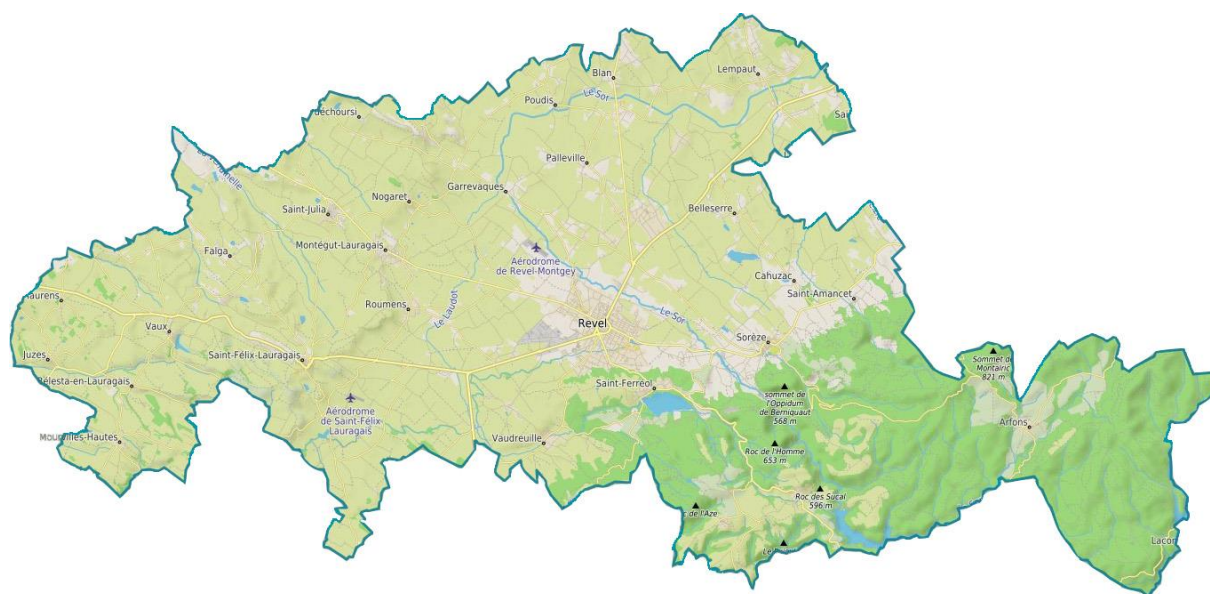 Blan
Lempaut
Le Sor
Poudis
Palleville
Garrevaques
Nogaret
Saint-Julia
Belleserre
Montégut-Lauragais
Falga
Aérodrome
de Revel-Montgey
Cahuzac
Saint-Amancet
Roumens
Le Laudot
Le Sor
Revel
Vaux
Sorèze
Juzes
Saint-Félix-Lauragais
Sommet de
Montalric
821 m
Saint-Ferréol
sommet de
l'Oppidum
de Berniquaut
568 m
Aérodrome
de Saint-Félix
Lauragais
Arfons
Vaudreuille
Roc de l'Homme
653 m
Roc des Sucal
596 m
de l'Aze